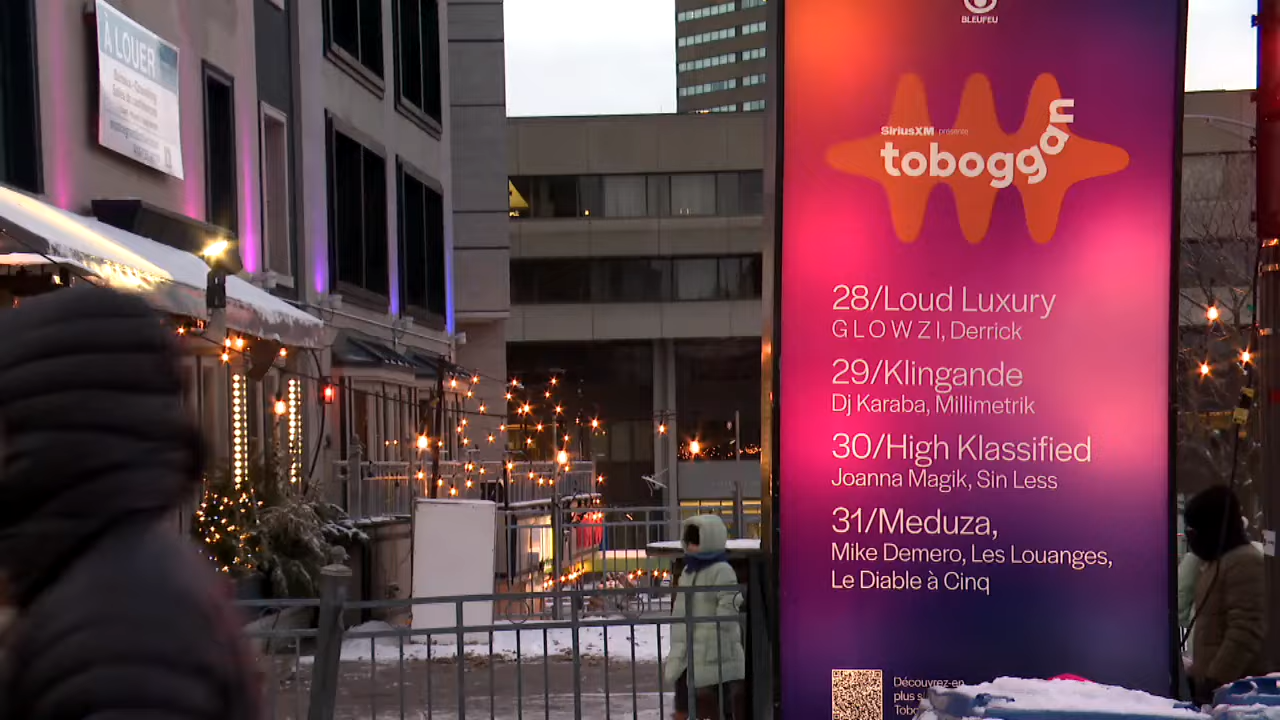 À LOUER
BLEUFEU
SiriusXM présente
toboggan
28/Loud Luxury
G L O W Z I, Derrick
29/Klingande
Dj Karaba, Millimetrik
30/High Klassified
Joanna Magik, Sin Less
31/Meduza,
Mike Demero, Les Louanges,
Le Diable à Cinq
Découvrez-en
plus